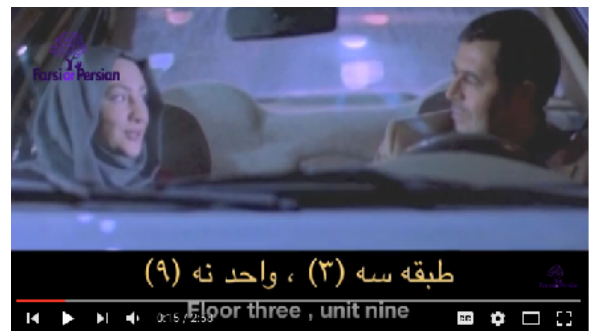 Farsi or Persian
طبقه سه (۳) ، واحد نه (۹)
Floor three , unit nine